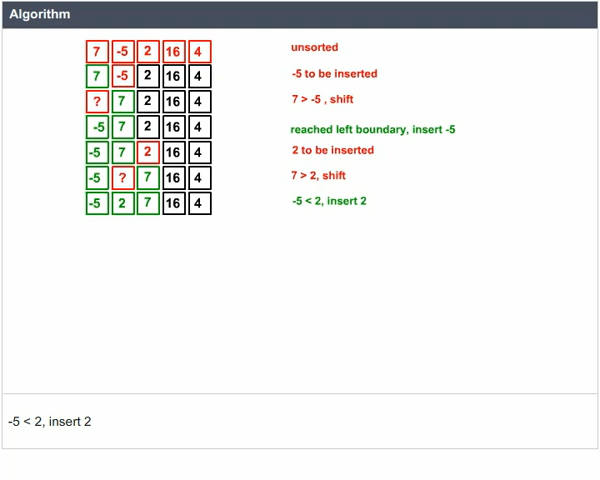 Algorithm
7 -5 2 16 4 unsorted
7 -5 2 16 4 -5 to be inserted
? 7 2 16 4 7 > -5 , shift
-5 7 2 16 4 reached left boundary, insert -5
-5 7 2 16 4 2 to be inserted
-5 ? 7 16 4 7 > 2, shift
-5 2 7 16 4 -5 < 2, insert 2
-5 < 2, insert 2